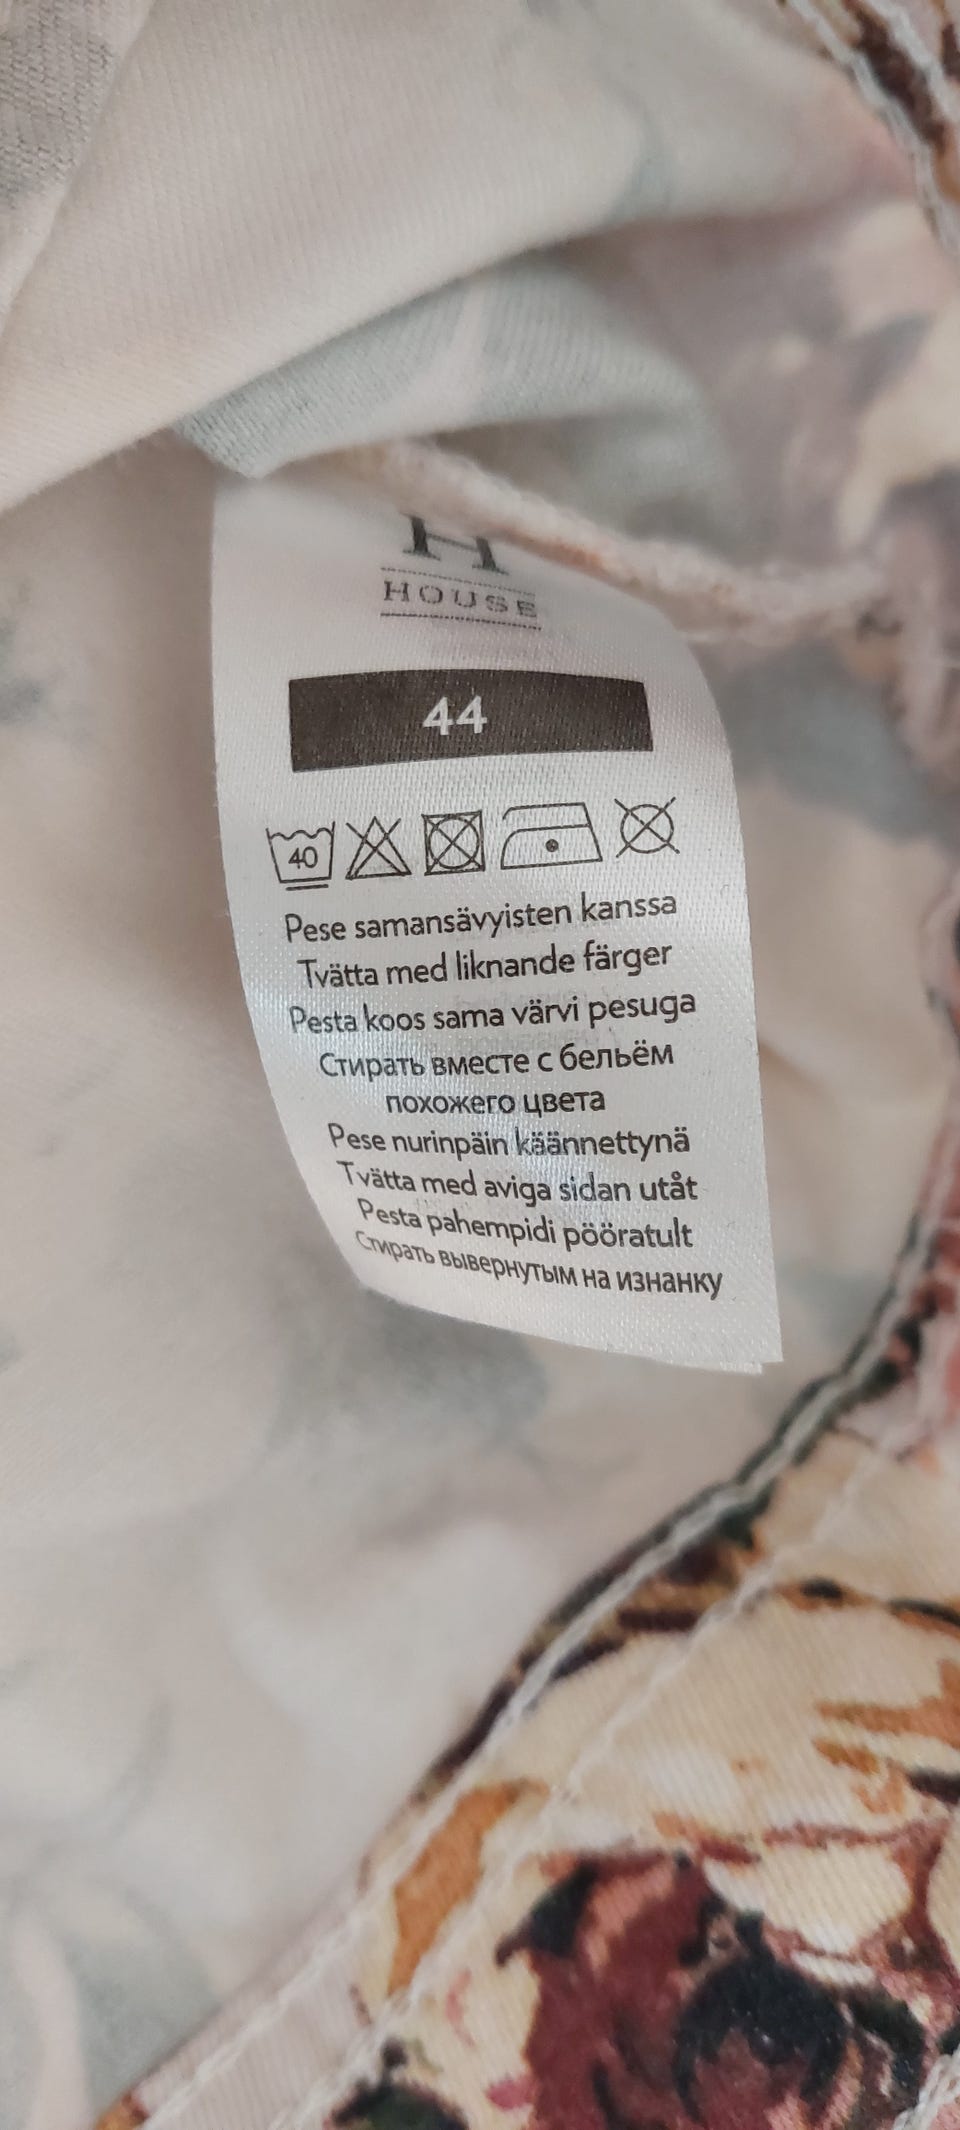 H
HOUSE
44
40
Pese samansävyisten kanssa
Tvätta med liknande färger
Pesta koos sama värvi pesuga
Стирать вместе с бельём
похожего цвета
Pese nurinpäin käännettynä
Tvätta med aviga sidan utåt
Pesta pahempidi pööratult
Стирать вывернутым на изнанку